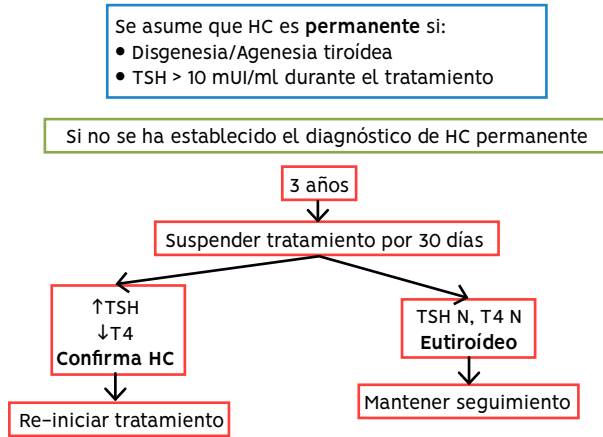 Se asume que HC es permanente si:
• Disgenesia/Agenesia tiroídea
• TSH > 10 mUI/ml durante el tratamiento
Si no se ha establecido el diagnóstico de HC permanente
3 años
Suspender tratamiento por 30 días
↑TSH
↓T4
Confirma HC
TSH N, T4 N
Eutiroídeo
Re-iniciar tratamiento
Mantener seguimiento